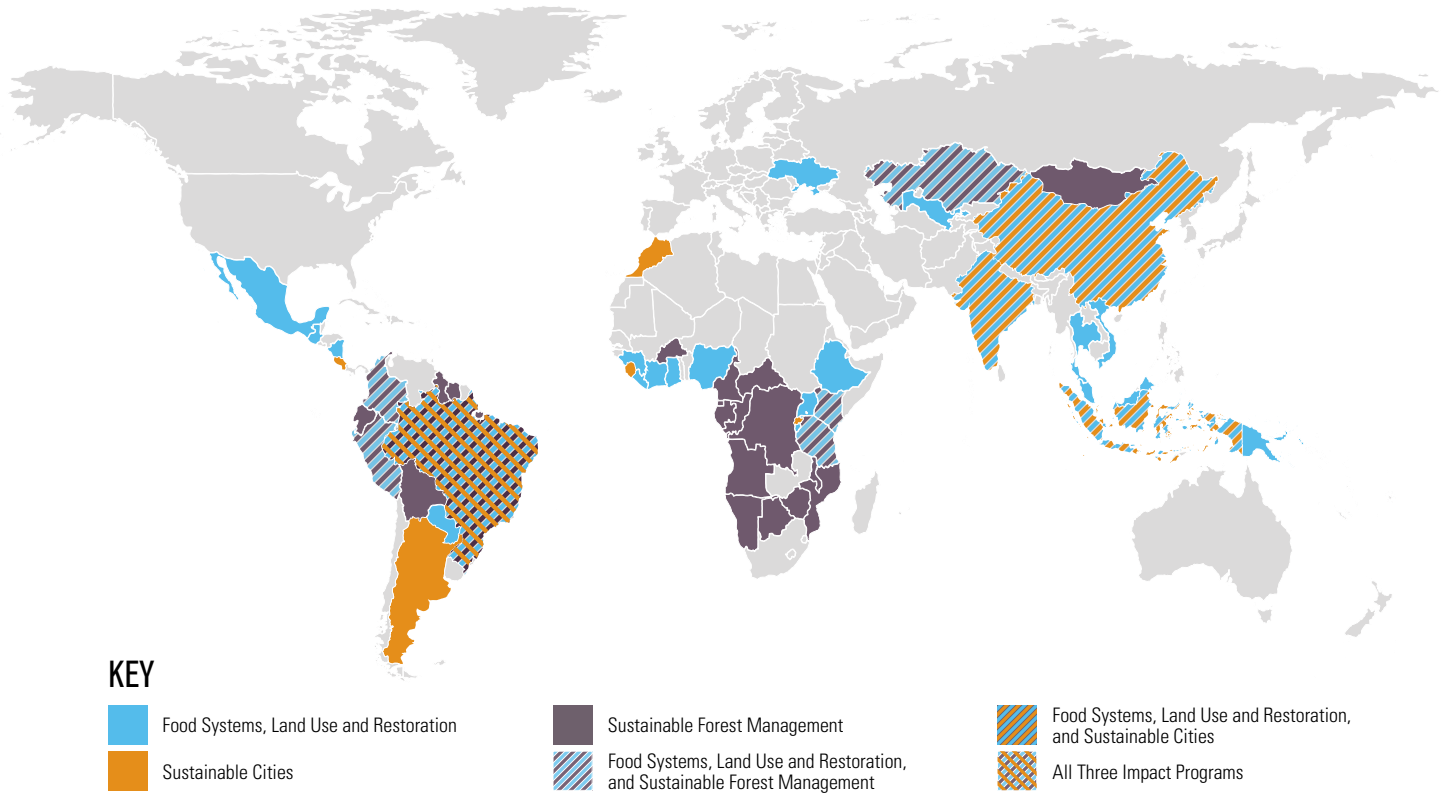 KEY
Food Systems, Land Use and Restoration
Sustainable Cities
Sustainable Forest Management
Food Systems, Land Use and Restoration,
and Sustainable Forest Management
Food Systems, Land Use and Restoration,
and Sustainable Cities
All Three Impact Programs